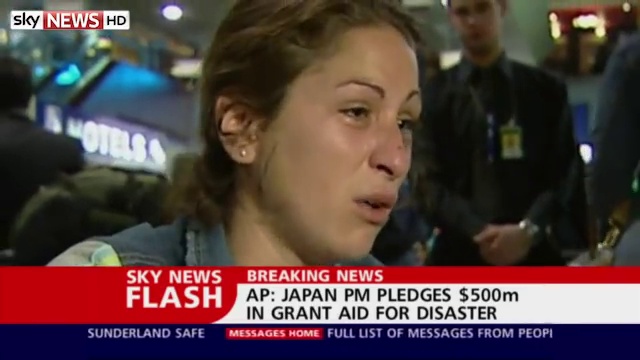 sky NEWS HD
HOTELS
SKY NEWS
FLASH
BREAKING NEWS
AP: JAPAN PM PLEDGES $500m
IN GRANT AID FOR DISASTER
SUNDERLAND SAFE MESSAGES HOME FULL LIST OF MESSAGES FROM PEOPL